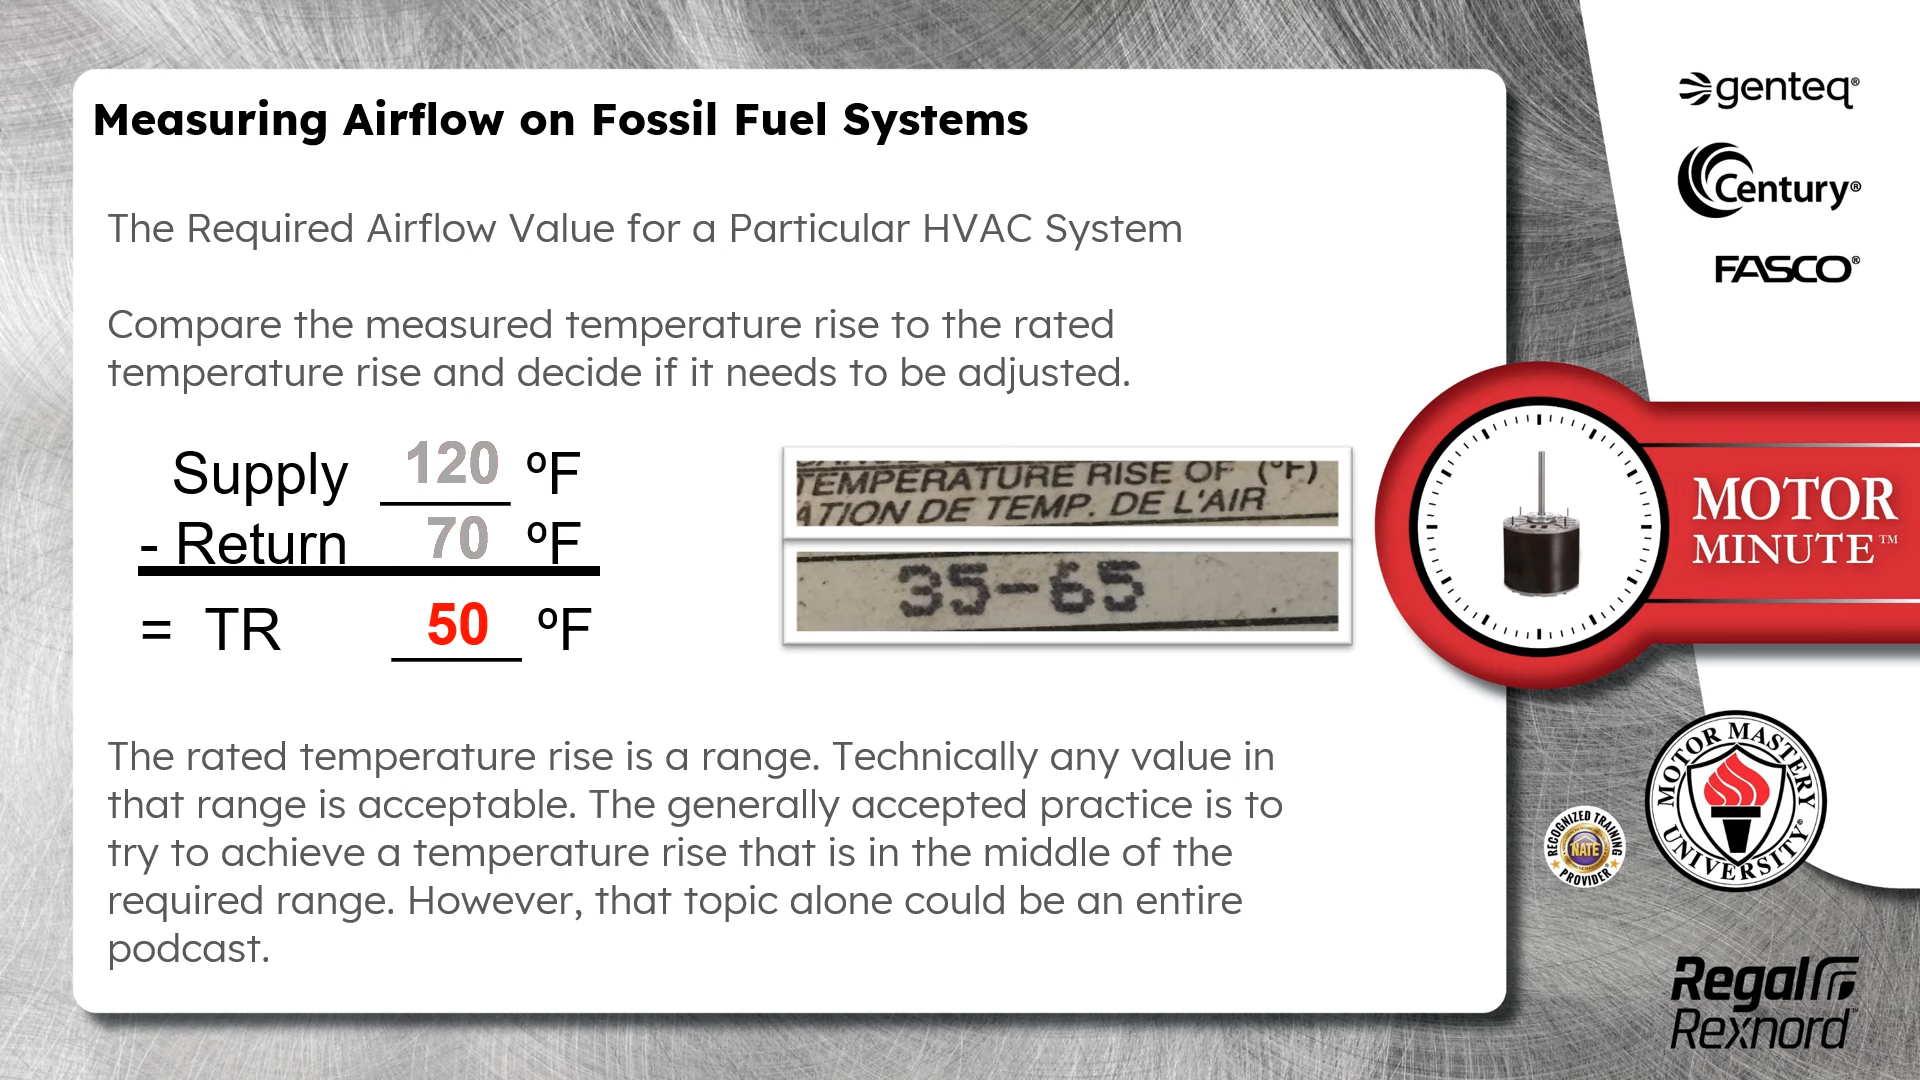 Measuring Airflow on Fossil Fuel Systems
The Required Airflow Value for a Particular HVAC System
Compare the measured temperature rise to the rated
temperature rise and decide if it needs to be adjusted.
Supply 120 ºF
- Return 70 ºF
= TR 50 ºF
TEMPERATURE RISE OF (°F)
ATION DE TEMP. DE L'AIR
35-65
The rated temperature rise is a range. Technically any value in
that range is acceptable. The generally accepted practice is to
try to achieve a temperature rise that is in the middle of the
required range. However, that topic alone could be an entire
podcast.
genteq®
Century®
FASCO®
MOTOR
MINUTE™
MOTOR MASTERY
UNIVERSITY®
RECOGNIZED TRAINING
NATE
PROVIDER
Regal
Rexnord